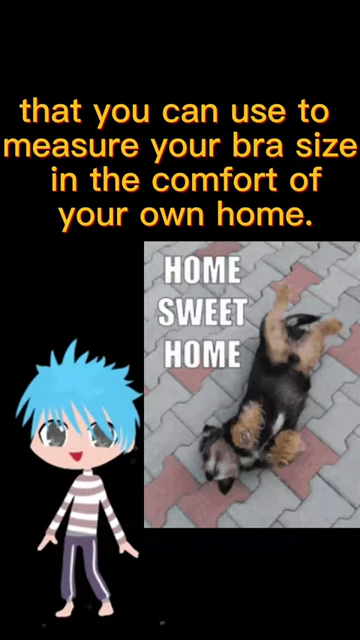 that you can use to
measure your bra size
in the comfort of
your own home.
HOME
SWEET
HOME